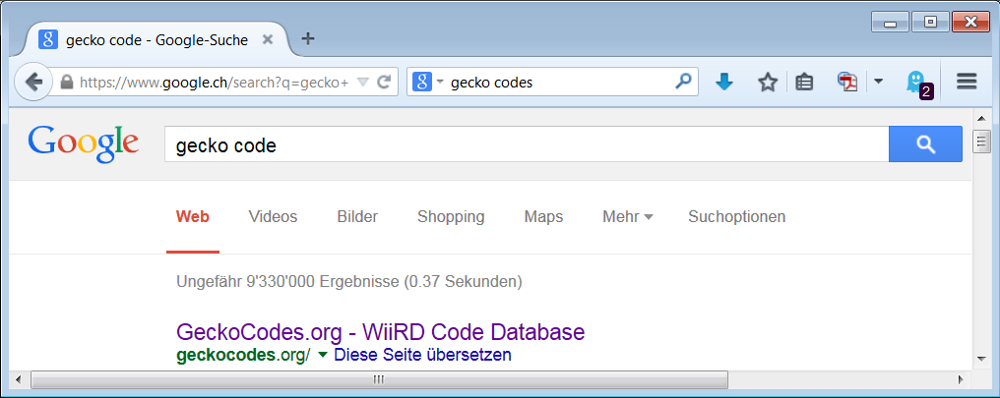 gecko code - Google-Suche
https://www.google.ch/search?q=gecko+
gecko codes
2
Google
gecko code
Web Videos Bilder Shopping Maps Mehr Suchoptionen
Ungefähr 9'330'000 Ergebnisse (0.37 Sekunden)
GeckoCodes.org - WiiRD Code Database
geckocodes.org/ Diese Seite übersetzen